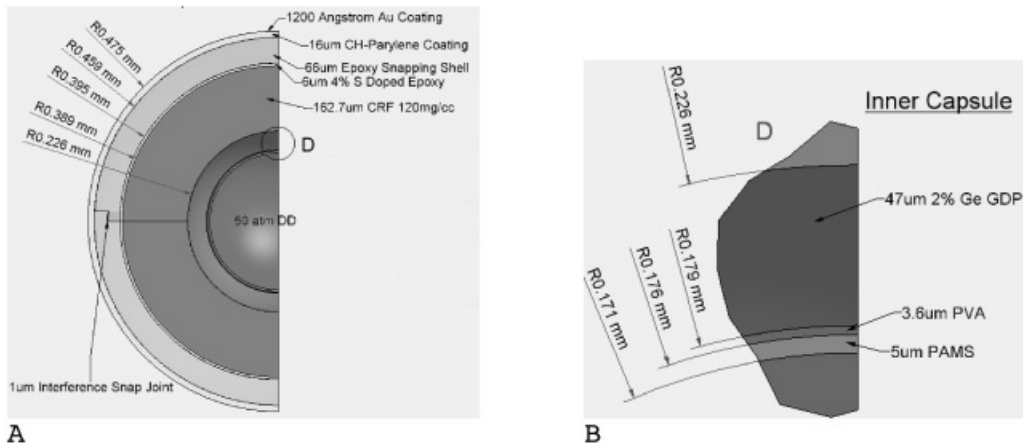 1200 Angstrom Au Coating
16um CH-Parylene Coating
66um Epoxy Snapping Shell
6um 4% S Doped Epoxy
162.7um CRF 120mg/cc
R0.475 mm
R0.459 mm
R0.395 mm
R0.389 mm
R0.226 mm
D
50 atm DD
1um Interference Snap Joint
A
R0.226 mm
D
Inner Capsule
47um 2% Ge GDP
R0.179 mm
R0.176 mm
R0.171 mm
3.6um PVA
5um PAMS
B